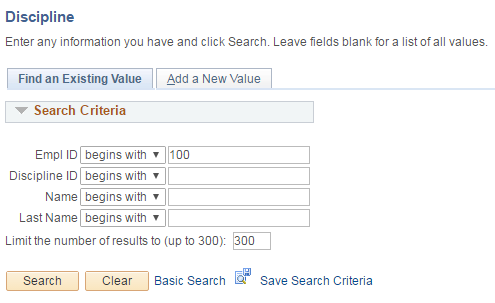 Discipline
Enter any information you have and click Search. Leave fields blank for a list of all values.
Find an Existing Value Add a New Value
Search Criteria
Empl ID begins with 100
Discipline ID begins with
Name begins with
Last Name begins with
Limit the number of results to (up to 300): 300
Search Clear Basic Search Save Search Criteria